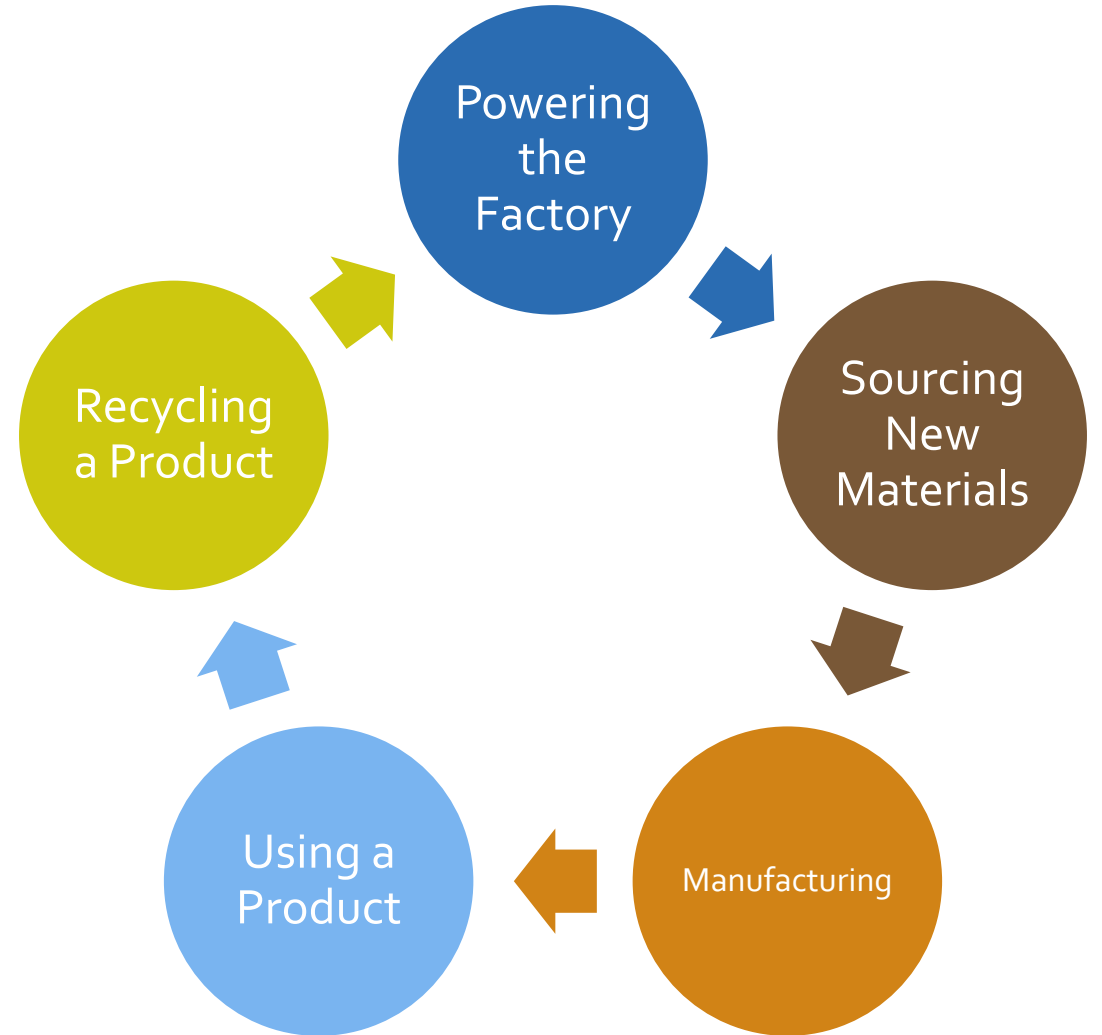 Powering
the
Factory
Sourcing
New
Materials
Manufacturing
Using a
Product
Recycling
a Product